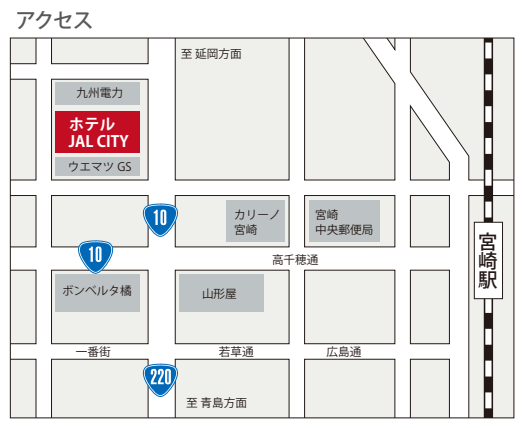 アクセス
至 延岡方面
九州電力
ホテル
JAL CITY
ウエマツ GS
10
カリーノ
宮崎
宮崎
中央郵便局
宮崎駅
10
高千穂通
ボンベルタ橘
山形屋
一番街
若草通
広島通
220
至 青島方面